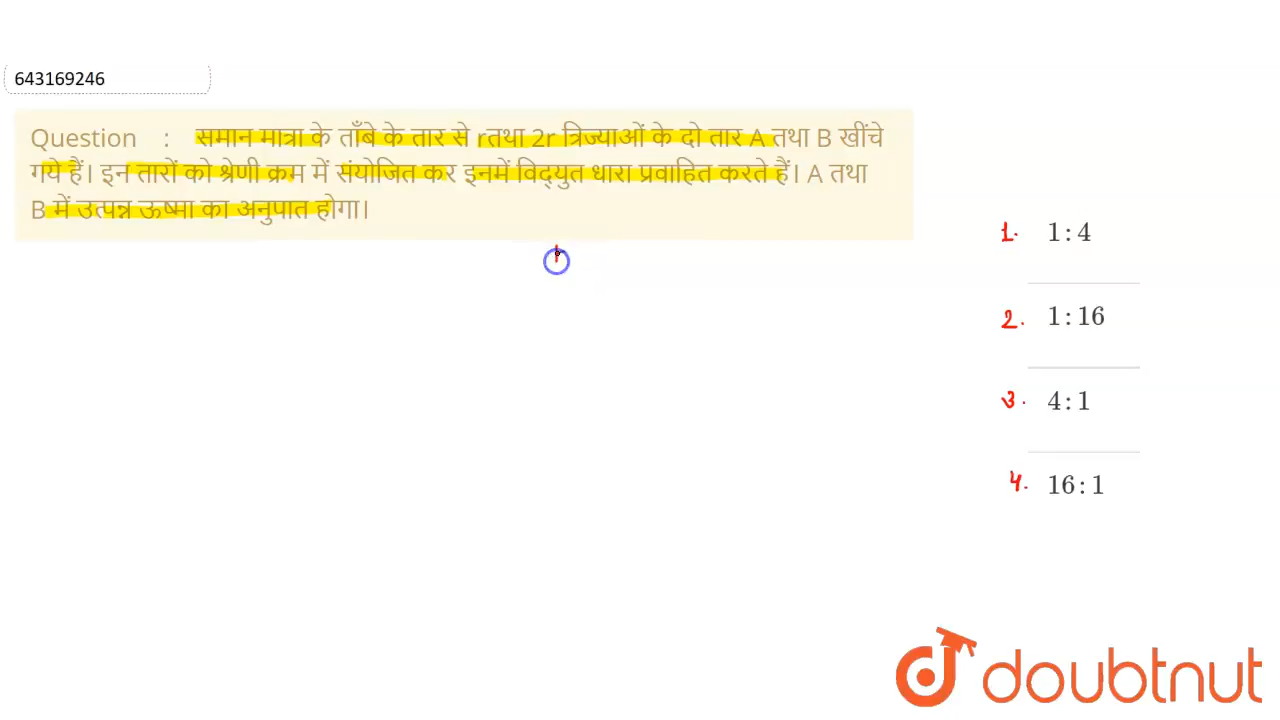 643169246
Question : समान मात्रा के ताँबे के तार से rतथा 2r त्रिज्याओं के दो तार A तथा B खींचे
गये हैं। इन तारों को श्रेणी क्रम में संयोजित कर इनमें विद्युत धारा प्रवाहित करते हैं। A तथा
B में उत्पन्न ऊष्मा का अनुपात होगा।
1. 1 : 4
2. 1 : 16
3. 4 : 1
4. 16 : 1
doubtnut